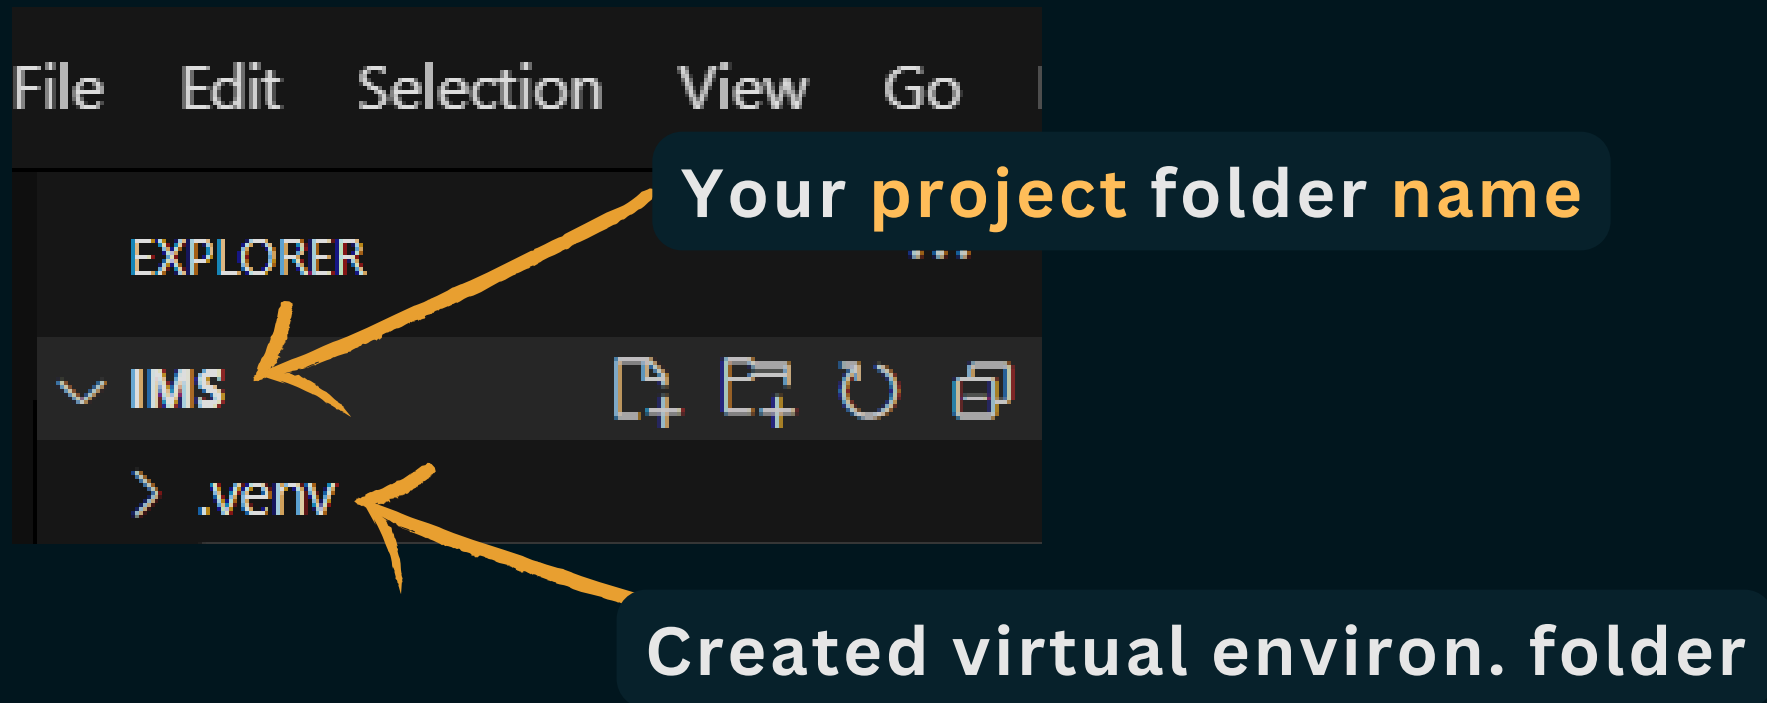 File Edit Selection View Go
Your project folder name
EXPLORER
IMS
.venv
Created virtual environ. folder